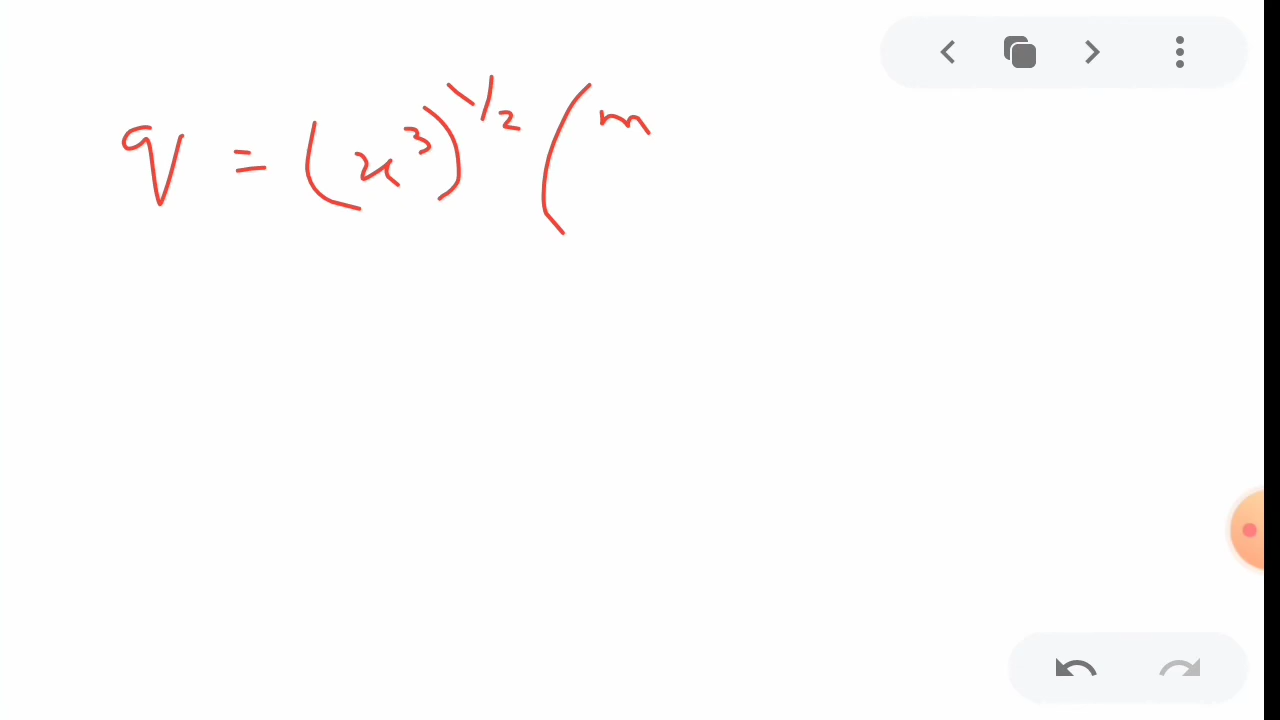 q = (x³)^1/2 (m